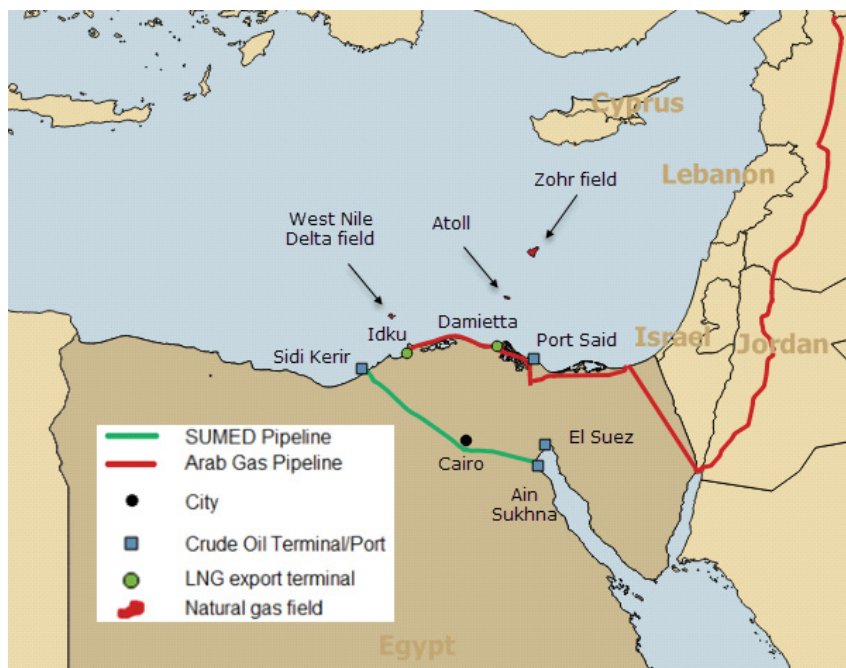 Cyprus
Zohr field
Lebanon
West Nile
Delta field
Atoll
Idku
Damietta
Port Said
Israel
Jordan
Sidi Kerir
SUMED Pipeline
Arab Gas Pipeline
City
Crude Oil Terminal/Port
LNG export terminal
Natural gas field
Cairo
El Suez
Ain
Sukhna
Egypt